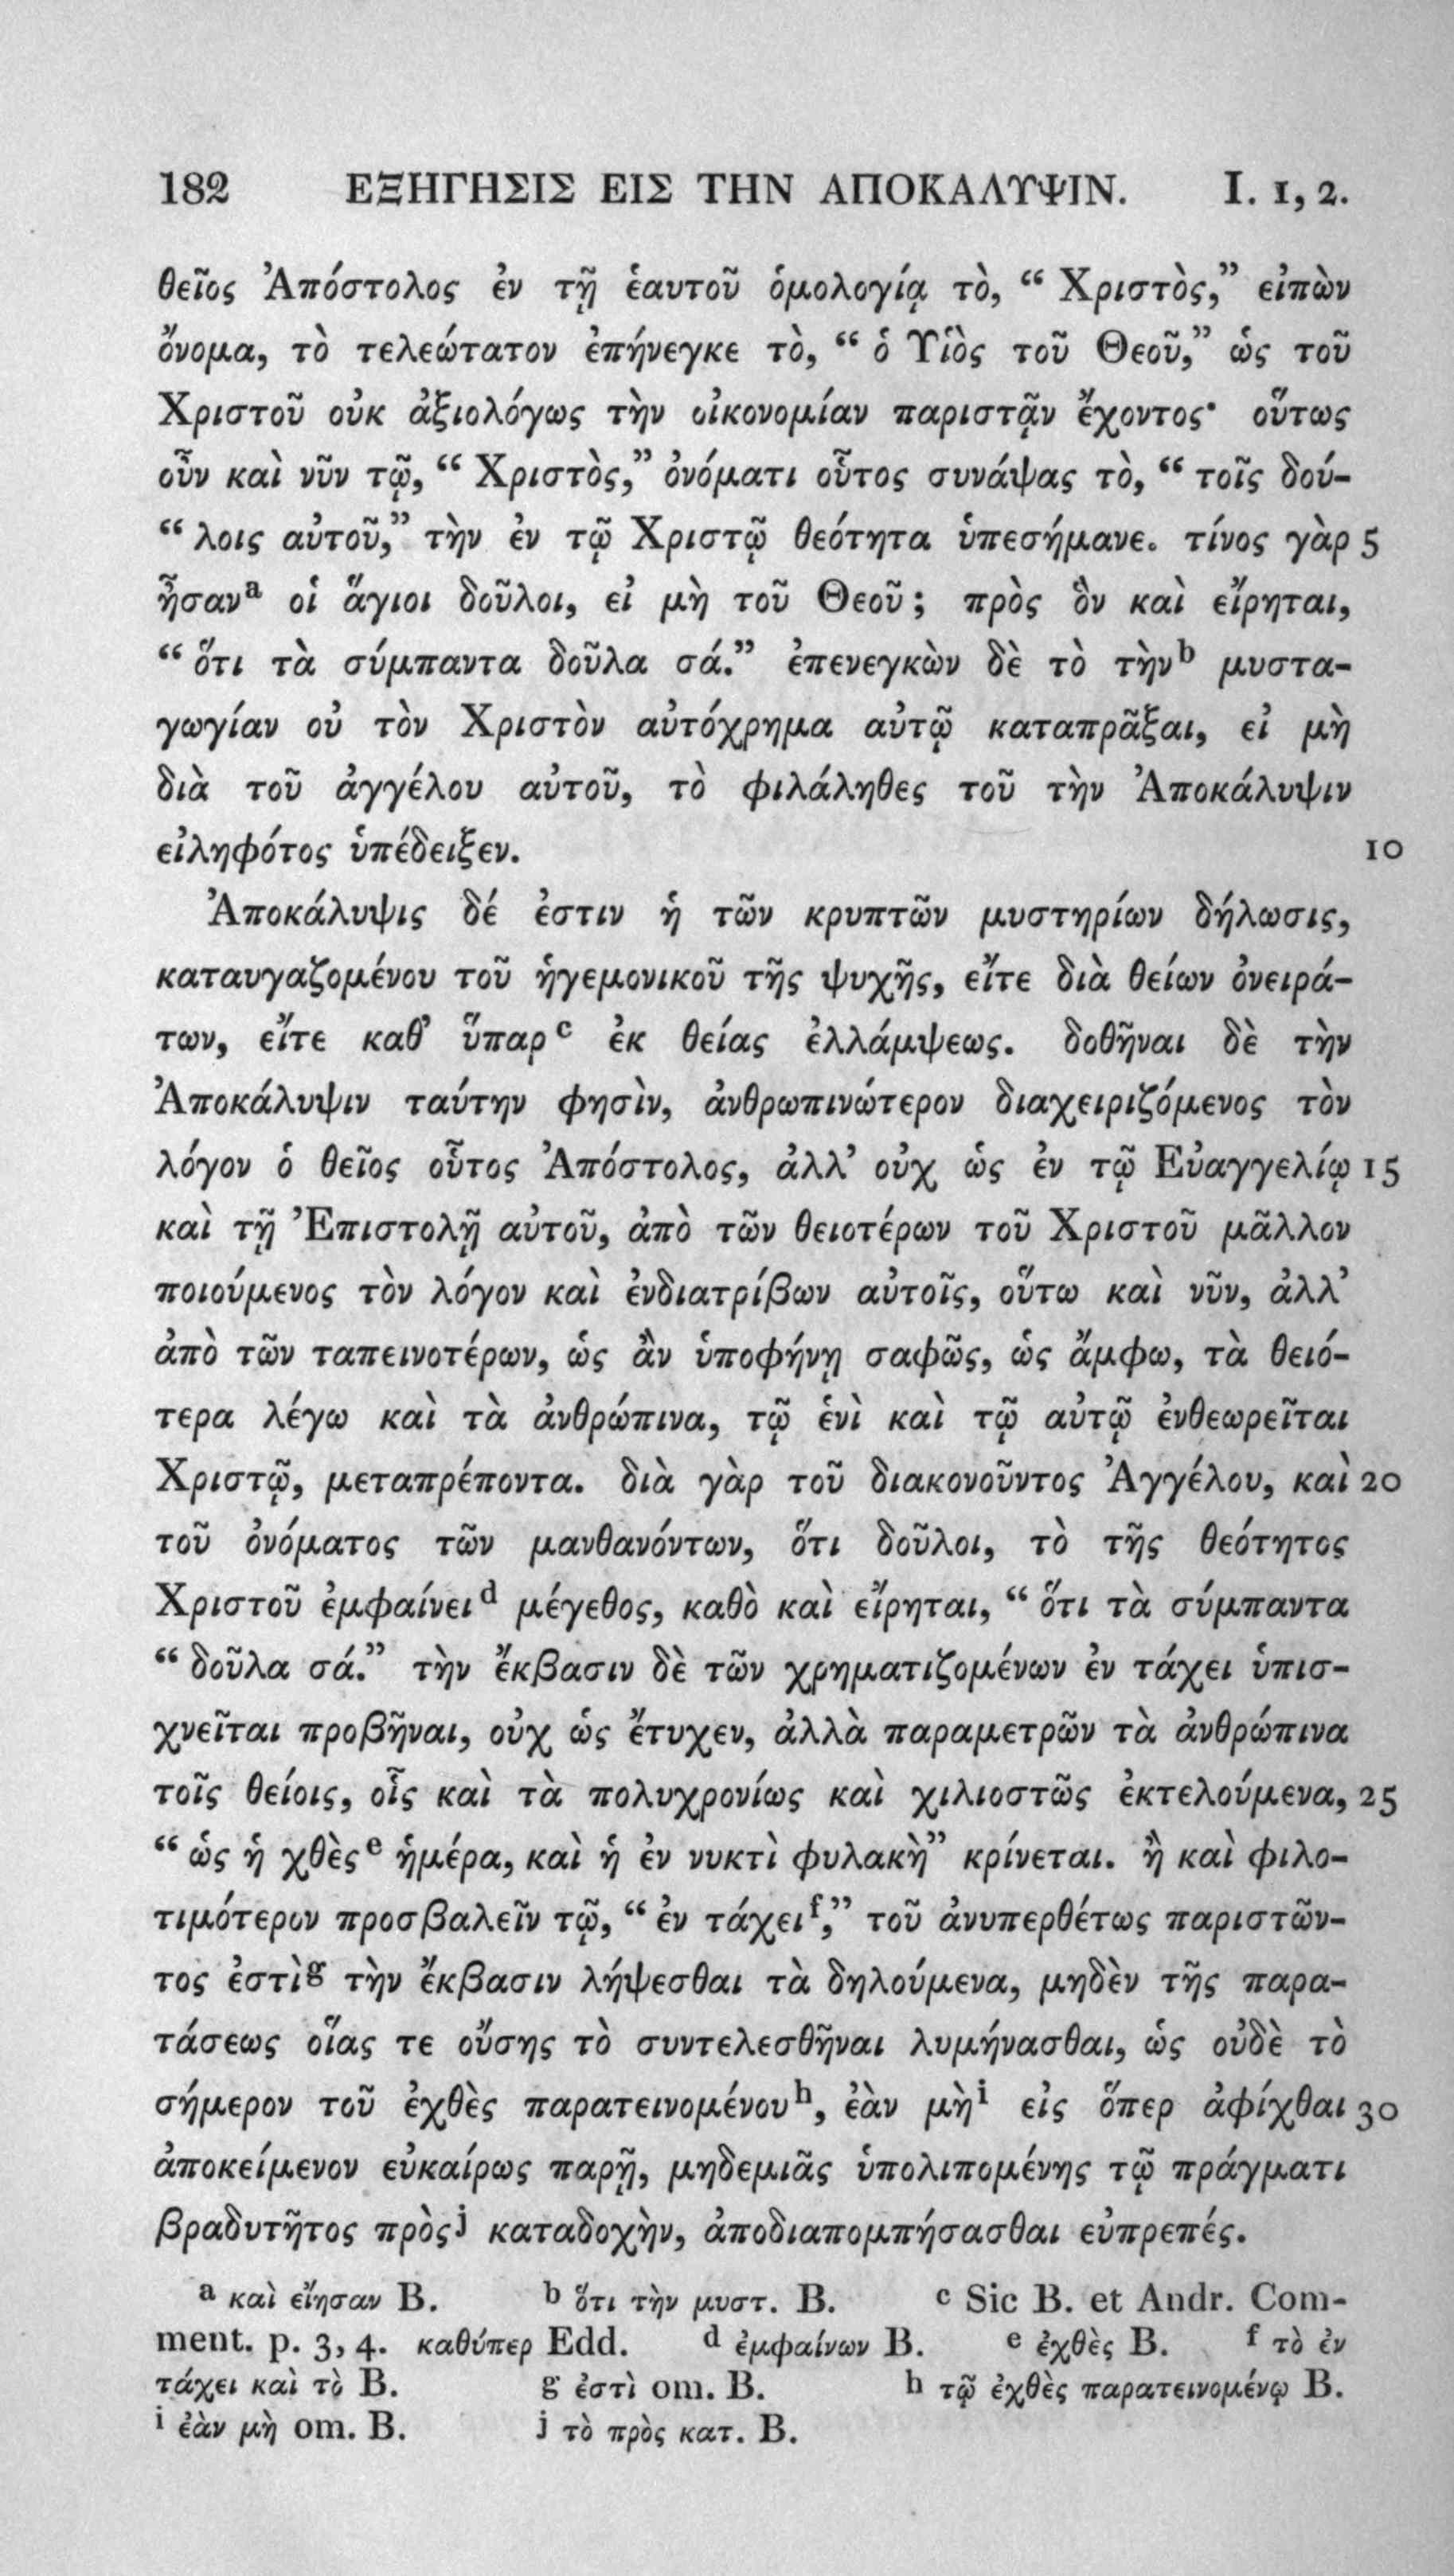 182 ΕΞΗΓΗΣΙΣ ΕΙΣ ΤΗΝ ΑΠΟΚΑΛΥΨΙΝ. I. 1, 2.
θεῖος Ἀπόστολος ἐν τῇ ἑαυτοῦ ὁμολογίᾳ τὸ, “ Χριστὸς,” εἰπὼν
ὄνομα, τὸ τελεώτατον ἐπήνεγκε τὸ, “ ὁ Υἱὸς τοῦ Θεοῦ,” ὡς τοῦ
Χριστοῦ οὐκ ἀξιολόγως τὴν οἰκονομίαν παριστᾷν ἔχοντος· οὕτως
οὖν καὶ νῦν τῷ, “ Χριστὸς,” ὀνόματι οὗτος συνάψας τὸ, “ τοῖς δού-
“ λοις αὐτοῦ,” τὴν ἐν τῷ Χριστῷ θεότητα ὑπεσήμανε. τίνος γὰρ 5
ἦσαν a οἱ ἅγιοι δοῦλοι, εἰ μὴ τοῦ Θεοῦ; πρὸς ὃν καὶ εἴρηται,
“ ὅτι τὰ σύμπαντα δοῦλα σά.” ἐπενεγκὼν δὲ τὸ τὴν b μυστα-
γωγίαν οὐ τὸν Χριστὸν αὐτόχρημα αὐτῷ καταπρᾶξαι, εἰ μὴ
διὰ τοῦ ἀγγέλου αὐτοῦ, τὸ φιλάληθες τοῦ τὴν Ἀποκάλυψιν
εἰληφότος ὑπέδειξεν. 10
Ἀποκάλυψις δέ ἐστιν ἡ τῶν κρυπτῶν μυστηρίων δήλωσις,
καταυγαζομένου τοῦ ἡγεμονικοῦ τῆς ψυχῆς, εἴτε διὰ θείων ὀνειρά-
των, εἴτε καθ’ ὕπαρ c ἐκ θείας ἐλλάμψεως. δοθῆναι δὲ τὴν
Ἀποκάλυψιν ταύτην φησὶν, ἀνθρωπινώτερον διαχειριζόμενος τὸν
λόγον ὁ θεῖος οὗτος Ἀπόστολος, ἀλλ’ οὐχ ὡς ἐν τῷ Εὐαγγελίῳ 15
καὶ τῇ Ἐπιστολῇ αὐτοῦ, ἀπὸ τῶν θειοτέρων τοῦ Χριστοῦ μᾶλλον
ποιούμενος τὸν λόγον καὶ ἐνδιατρίβων αὐτοῖς, οὕτω καὶ νῦν, ἀλλ’
ἀπὸ τῶν ταπεινοτέρων, ὡς ἂν ὑποφήνῃ σαφῶς, ὡς ἄμφω, τὰ θειό-
τερα λέγω καὶ τὰ ἀνθρώπινα, τῷ ἑνὶ καὶ τῷ αὐτῷ ἐνθεωρεῖται
Χριστῷ, μεταπρέποντα. διὰ γὰρ τοῦ διακονοῦντος Ἀγγέλου, καὶ 20
τοῦ ὀνόματος τῶν μανθανόντων, ὅτι δοῦλοι, τὸ τῆς θεότητος
Χριστοῦ ἐμφαίνει d μέγεθος, καθὸ καὶ εἴρηται, “ ὅτι τὰ σύμπαντα
“ δοῦλα σά.” τὴν ἔκβασιν δὲ τῶν χρηματιζομένων ἐν τάχει ὑπισ-
χνεῖται προβῆναι, οὐχ ὡς ἔτυχεν, ἀλλὰ παραμετρῶν τὰ ἀνθρώπινα
τοῖς θείοις, οἷς καὶ τὰ πολυχρονίως καὶ χιλιοστῶς ἐκτελούμενα, 25
“ ὡς ἡ χθὲς e ἡμέρα, καὶ ἡ ἐν νυκτὶ φυλακὴ” κρίνεται. ἢ καὶ φιλο-
τιμότερον προσβαλεῖν τῷ, “ ἐν τάχει f,” τοῦ ἀνυπερθέτως παριστῶν-
τος ἐστὶ g τὴν ἔκβασιν λήψεσθαι τὰ δηλούμενα, μηδὲν τῆς παρα-
τάσεως οἵας τε οὔσης τὸ συντελεσθῆναι λυμήνασθαι, ὡς οὐδὲ τὸ
σήμερον τοῦ ἐχθὲς παρατεινομένου h, ἐὰν μὴ i εἰς ὅπερ ἀφίχθαι 30
ἀποκείμενον εὐκαίρως παρῇ, μηδεμιᾶς ὑπολιπομένης τῷ πράγματι
βραδυτῆτος πρὸς j καταδοχὴν, ἀποδιαπομπήσασθαι εὐπρεπές.
a καὶ εἴησαν B. b ὅτι τὴν μυστ. B. c Sic B. et Andr. Com-
ment. p. 3, 4. καθύπερ Edd. d ἐμφαίνων B. e ἐχθὲς B. f τὸ ἐν
τάχει καὶ τὸ B. g ἐστὶ om. B. h τῷ ἐχθὲς παρατεινομένῳ B.
i ἐὰν μὴ om. B. j τὸ πρὸς κατ. B.